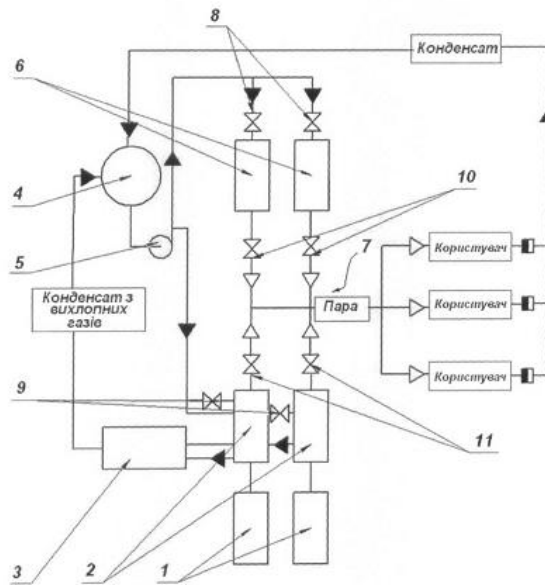 8
Конденсат
6
4
10
5
7
Конденсат з
вихлопних
газів
Пара
Користувач
Користувач
Користувач
9
11
3
2
1